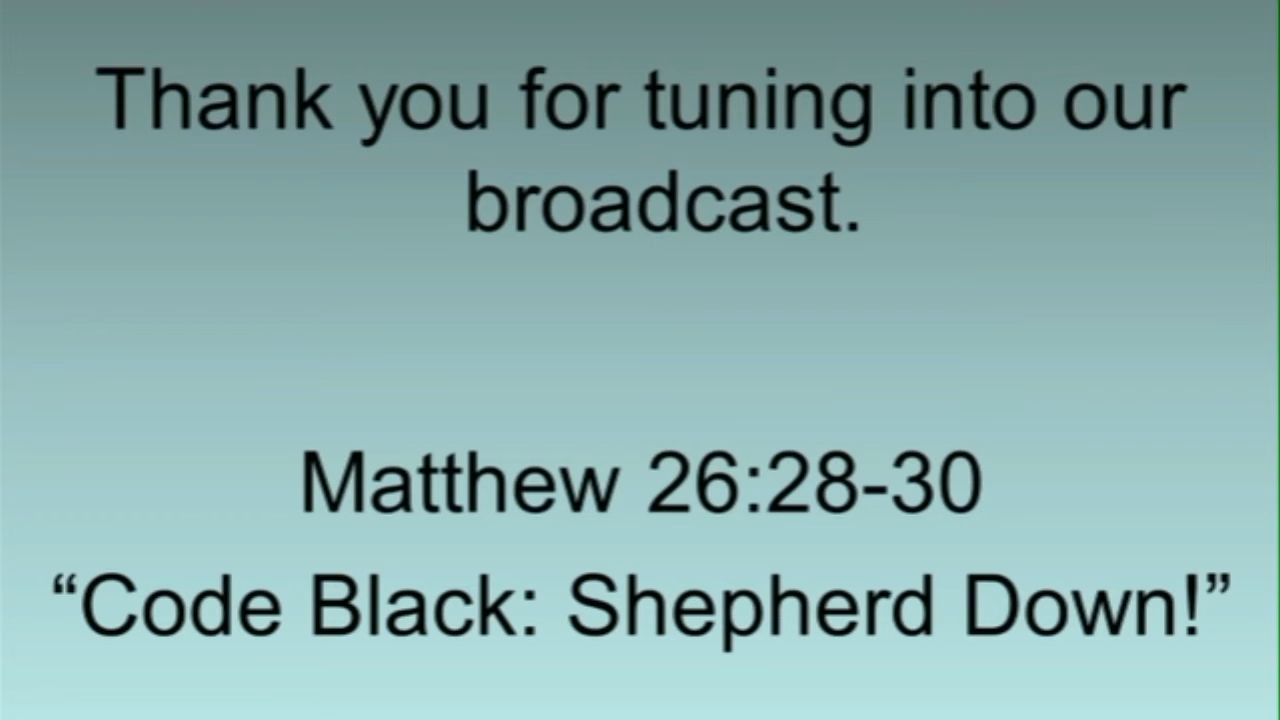 Thank you for tuning into our
broadcast.
Matthew 26:28-30
“Code Black: Shepherd Down!”